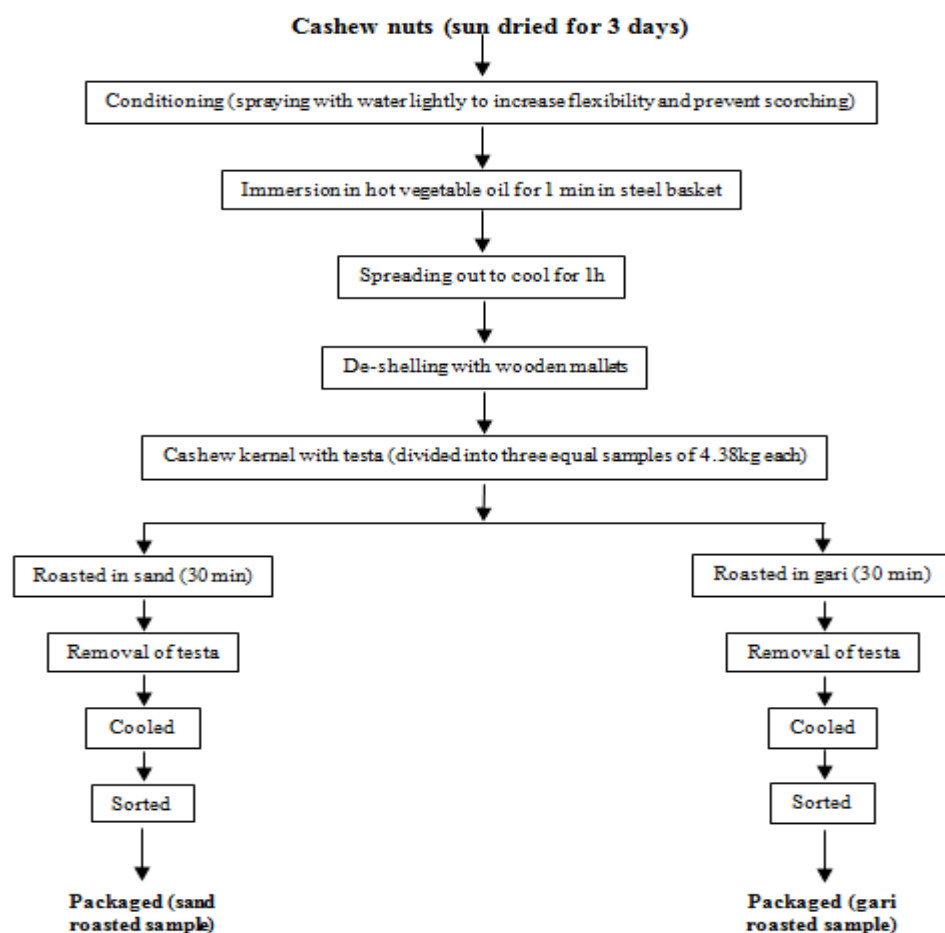 Cashew nuts (sun dried for 3 days)
Conditioning (spraying with water lightly to increase flexibility and prevent scorching)
Immersion in hot vegetable oil for 1 min in steel basket
Spreading out to cool for 1h
De-shelling with wooden mallets
Cashew kernel with testa (divided into three equal samples of 4.38kg each)
Roasted in sand (30 min)
Removal of testa
Cooled
Sorted
Packaged (sand
roasted sample)
Roasted in gari (30 min)
Removal of testa
Cooled
Sorted
Packaged (gari
roasted sample)